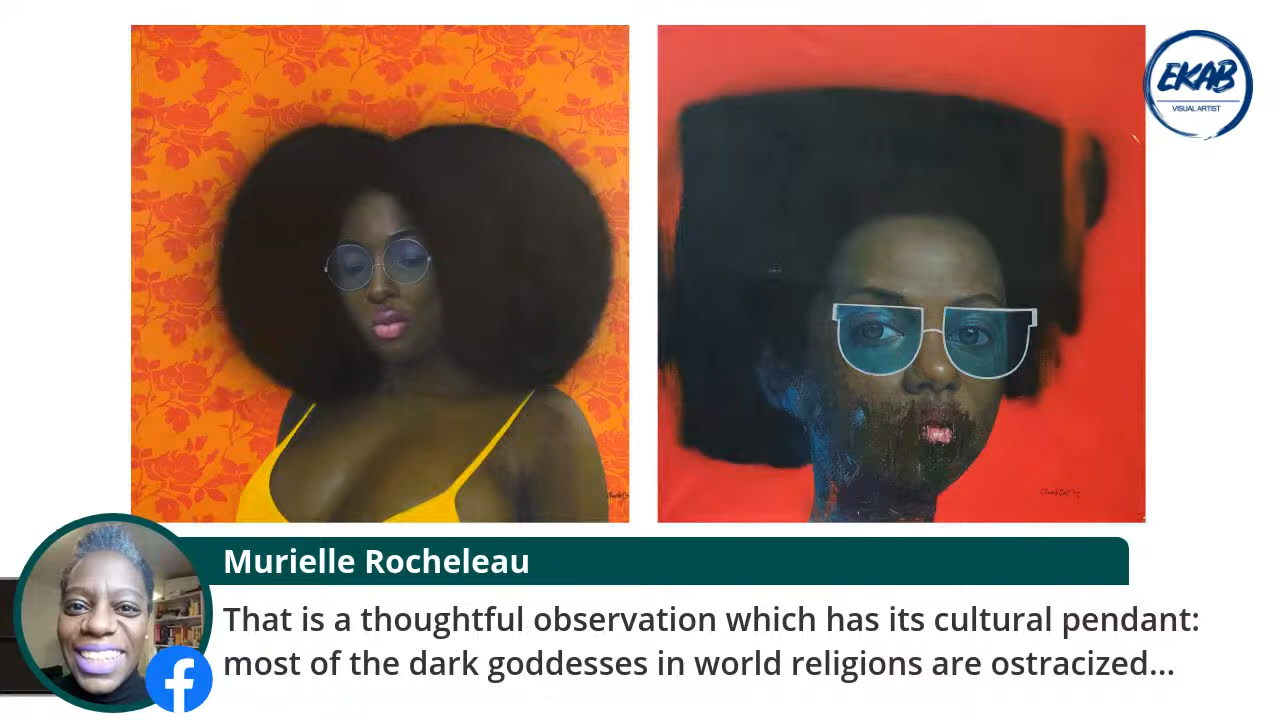 EKAB
VISUAL ARTIST
Murielle Rocheleau
That is a thoughtful observation which has its cultural pendant:
most of the dark goddesses in world religions are ostracized...